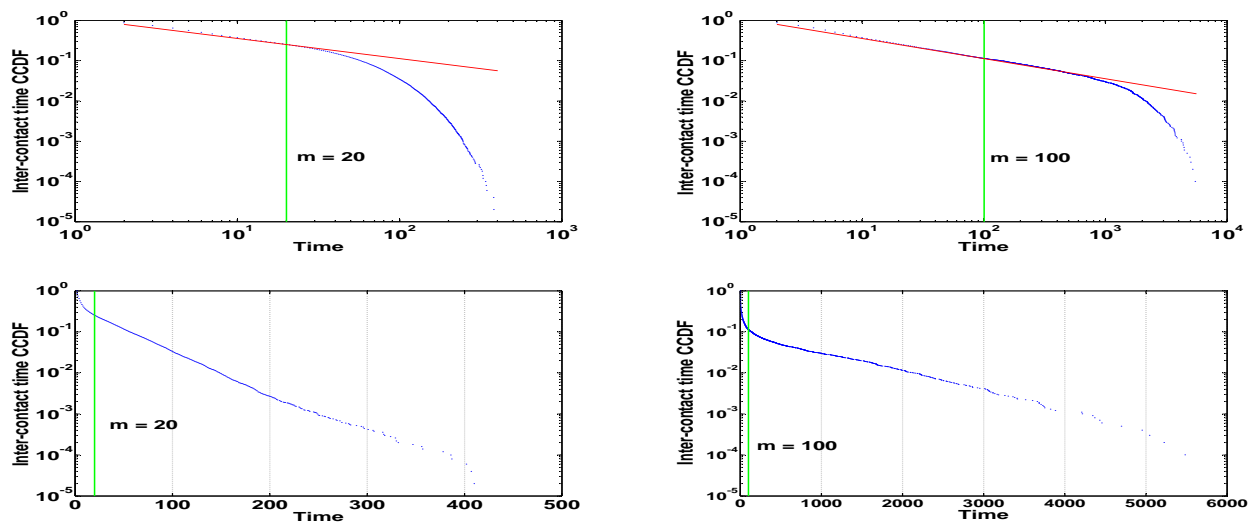 Inter-contact time CCDF
10^0
10^-1
10^-2
10^-3
10^-4
10^-5
m = 20
10^0 10^1 10^2 10^3
Time
Inter-contact time CCDF
10^0
10^-1
10^-2
10^-3
10^-4
10^-5
m = 100
10^0 10^1 10^2 10^3 10^4
Time
Inter-contact time CCDF
10^0
10^-1
10^-2
10^-3
10^-4
10^-5
m = 20
0 100 200 300 400 500
Time
Inter-contact time CCDF
10^0
10^-1
10^-2
10^-3
10^-4
10^-5
m = 100
0 1000 2000 3000 4000 5000 6000
Time